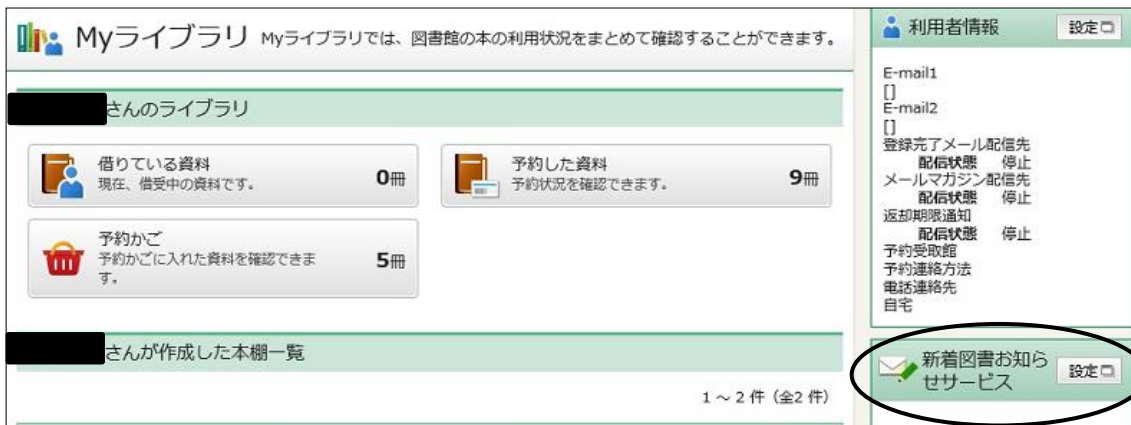 Myライブラリ Myライブラリでは、図書館の本の利用状況をまとめて確認することができます。
さんのライブラリ
借りている資料
現在、借受中の資料です。
0冊
予約した資料
予約状況を確認できます。
9冊
予約かご
予約かごに入れた資料を確認できま
す。
5冊
さんが作成した本棚一覧
1 ～ 2 件（全2 件）
利用者情報 設定
E-mail1
[]
E-mail2
[]
登録完了メール配信先
配信状態 停止
メールマガジン配信先
配信状態 停止
返却期限通知
配信状態 停止
予約受取館
予約連絡方法
電話連絡先
自宅
新着図書お知ら
せサービス
設定